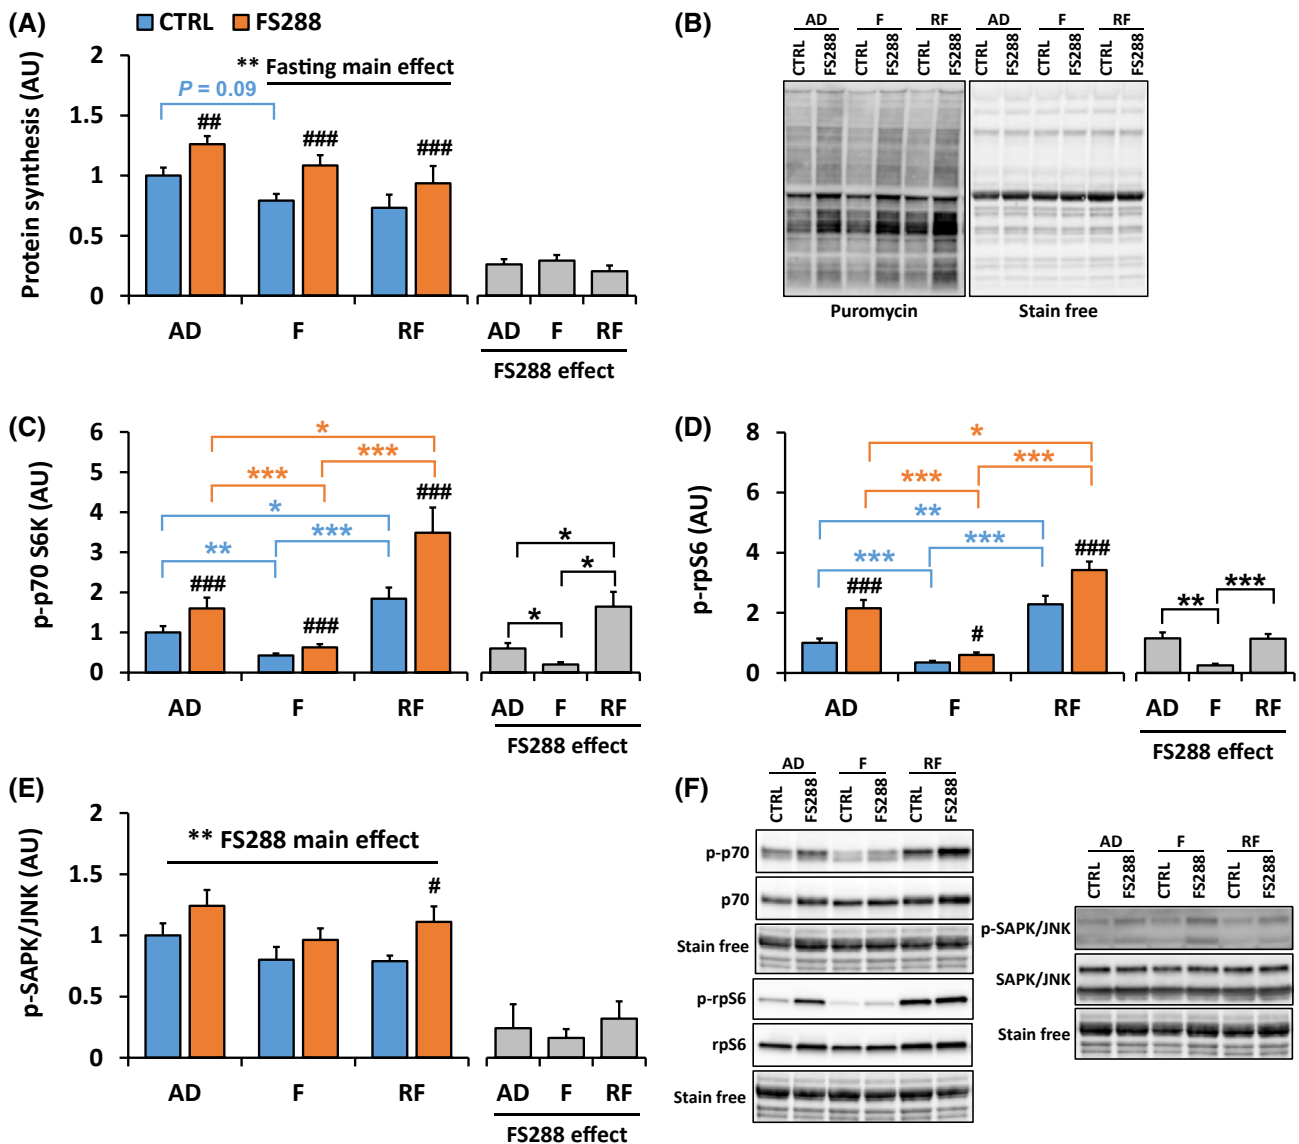 (A)
CTRL FS288
Protein synthesis (AU)
2
1.5
1
0.5
0
** Fasting main effect
P = 0.09
## ### ###
AD F RF
AD F RF
FS288 effect
(B)
AD F RF AD F RF
CTRL FS288 CTRL FS288 CTRL FS288 CTRL FS288 CTRL FS288 CTRL FS288
Puromycin Stain free
(C)
p-p70 S6K (AU)
6
5
4
3
2
1
0
*
***
***
*
***
**
### ### ###
*
*
*
AD F RF
AD F RF
FS288 effect
(D)
p-rpS6 (AU)
8
6
4
2
0
*
***
***
**
***
***
### # ###
** ***
AD F RF
AD F RF
FS288 effect
(E)
p-SAPK/JNK (AU)
2
1.5
1
0.5
0
** FS288 main effect
#
AD F RF
AD F RF
FS288 effect
(F)
AD F RF
CTRL FS288 CTRL FS288 CTRL FS288
p-p70
p70
Stain free
p-rpS6
rpS6
Stain free
AD F RF
CTRL FS288 CTRL FS288 CTRL FS288
p-SAPK/JNK
SAPK/JNK
Stain free